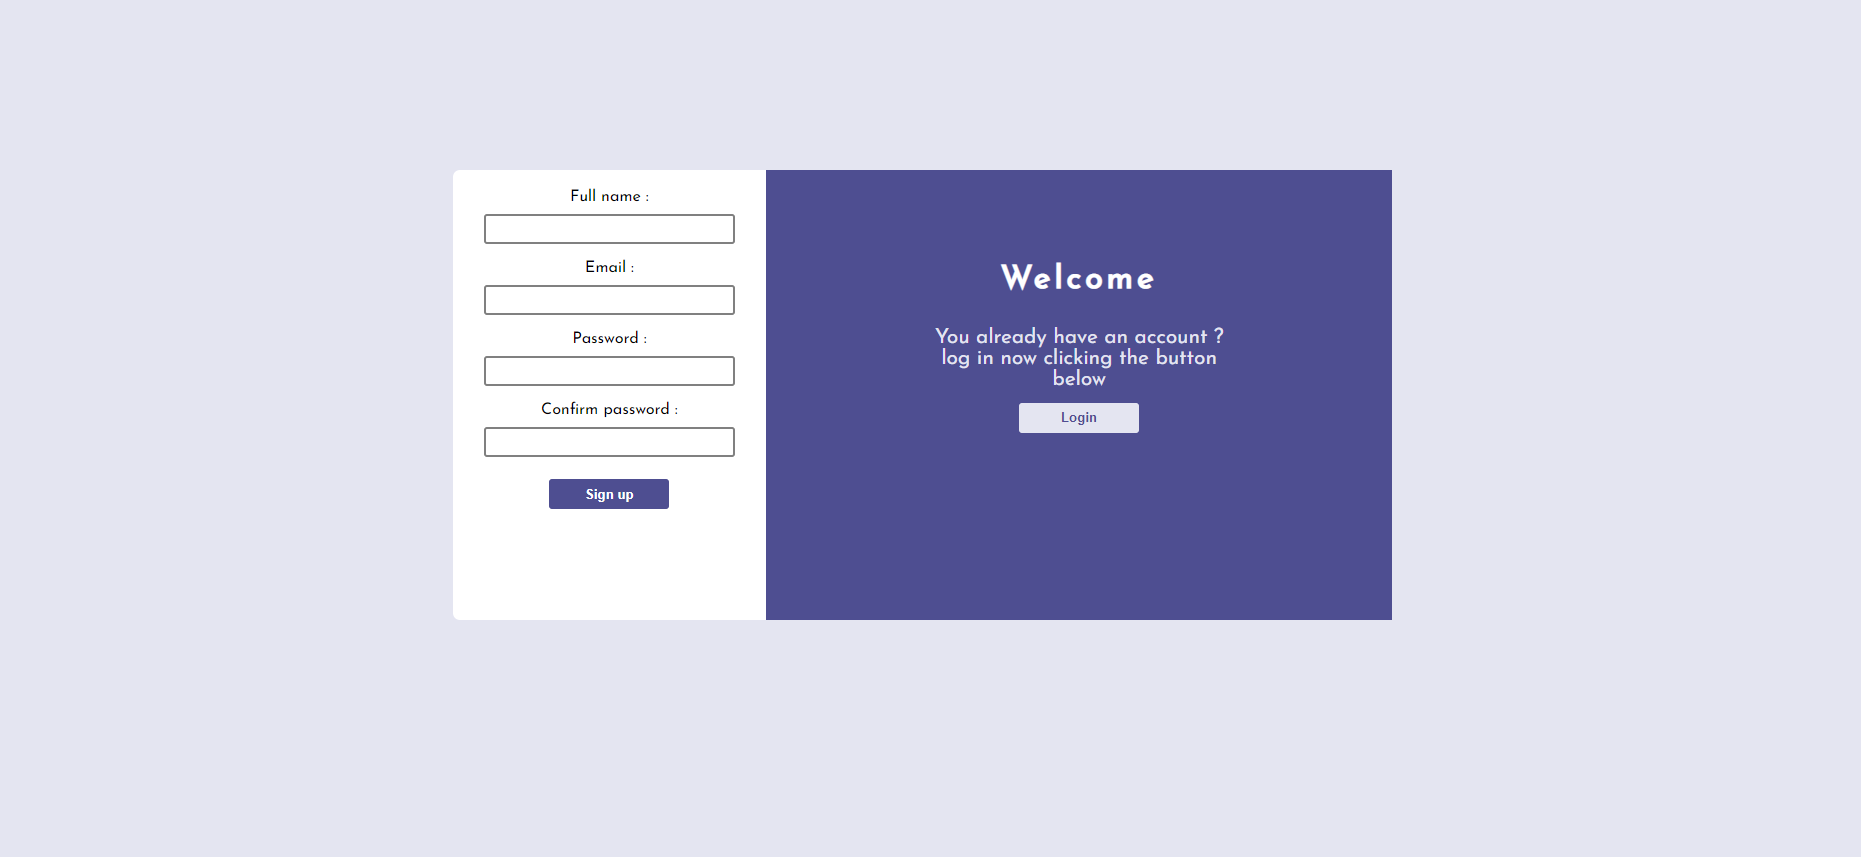 Full name :
Email :
Password :
Confirm password :
Sign up
Welcome
You already have an account ?
log in now clicking the button
below
Login